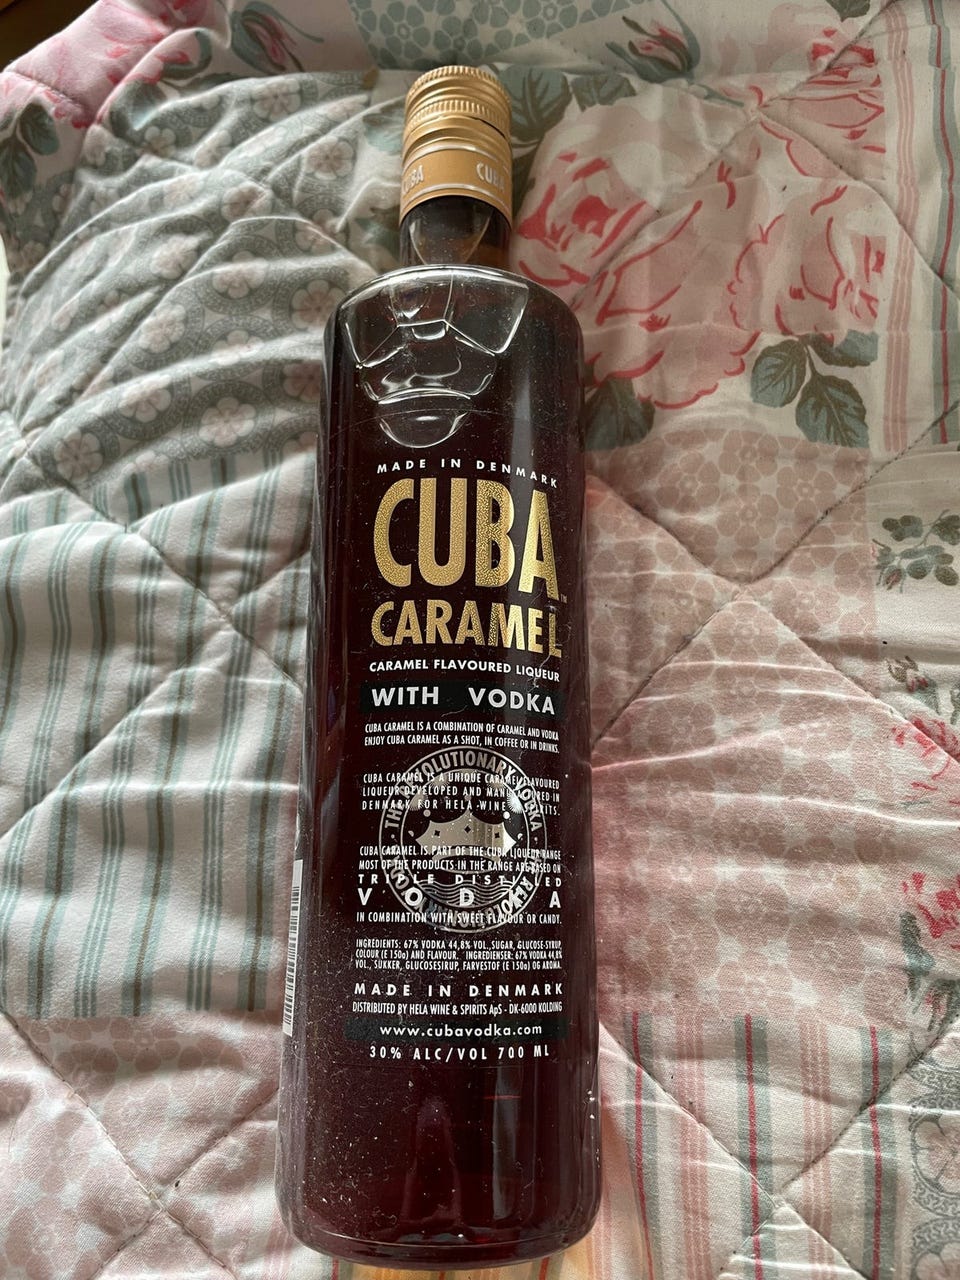 CUBA CUBA
MADE IN DENMARK
CUBA™
CARAMEL
CARAMEL FLAVOURED LIQUEUR
WITH VODKA
CUBA CARAMEL IS A COMBINATION OF CARAMEL AND VODKA
ENJOY CUBA CARAMEL AS A SHOT, IN COFFEE OR IN DRINKS.
CUBA CARAMEL IS A UNIQUE CARAMEL FLAVOURED
LIQUEUR DEVELOPED AND MANUFACTURED IN
DENMARK FOR HELA WINE & SPIRITS.
CUBA CARAMEL IS PART OF THE CUBA LIQUEUR RANGE
MOST OF THE PRODUCTS IN THE RANGE ARE BASED ON
TRIPLE DISTILLED
VODKA
IN COMBINATION WITH SWEET FLAVOUR OR CANDY.
THE REVOLUTIONARY VODKA
INGREDIENTS: 67% VODKA 44,8% VOL., SUGAR, GLUCOSE-SYRUP,
COLOUR (E 150a) AND FLAVOUR. INGREDIENSER: 67% VODKA 44,8%
VOL., SUKKER, GLUCOSESIRUP, FARVESTOF (E 150a) OG AROMA.
MADE IN DENMARK
DISTRIBUTED BY HELA WINE & SPIRITS ApS - DK-6000 KOLDING
www.cubavodka.com
30% ALC/VOL 700 ML